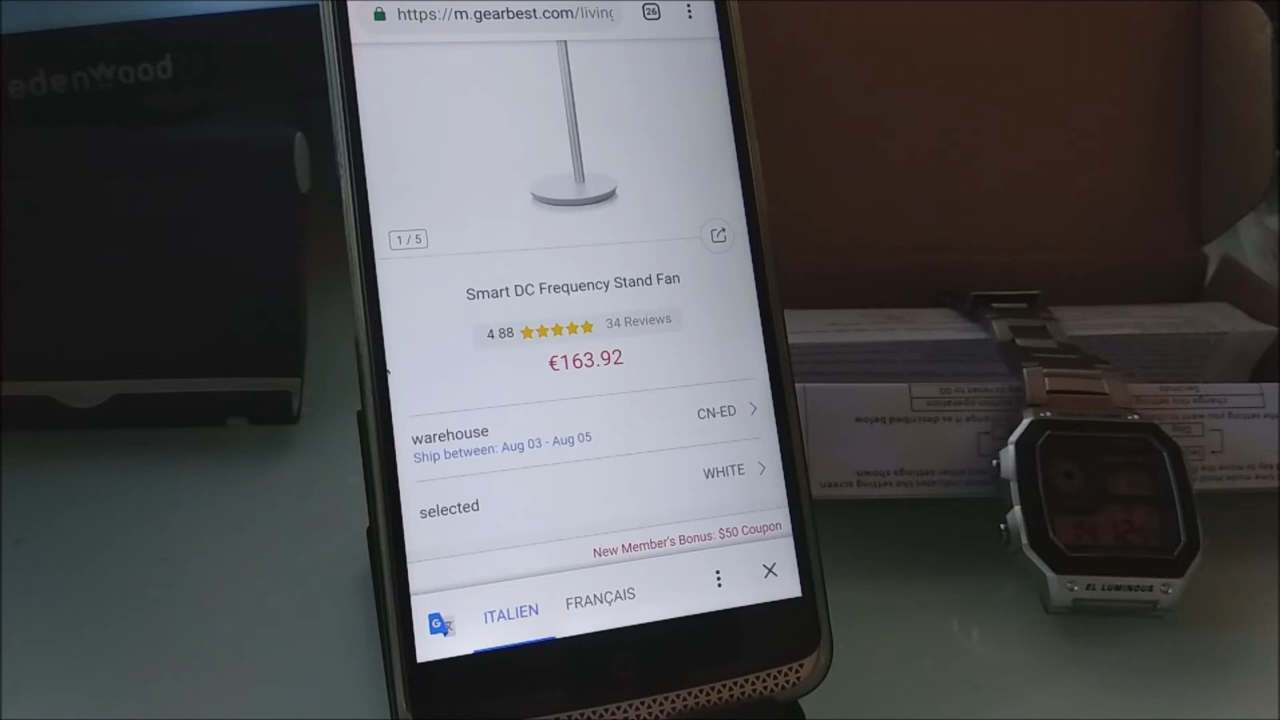 edenwood
https://m.gearbest.com/living
26
1 / 5
Smart DC Frequency Stand Fan
4.88 34 Reviews
€163.92
warehouse CN-ED
Ship between: Aug 03 - Aug 05
selected WHITE
New Member's Bonus: $50 Coupon
G ITALIEN FRANÇAIS
EL LUMINOUS